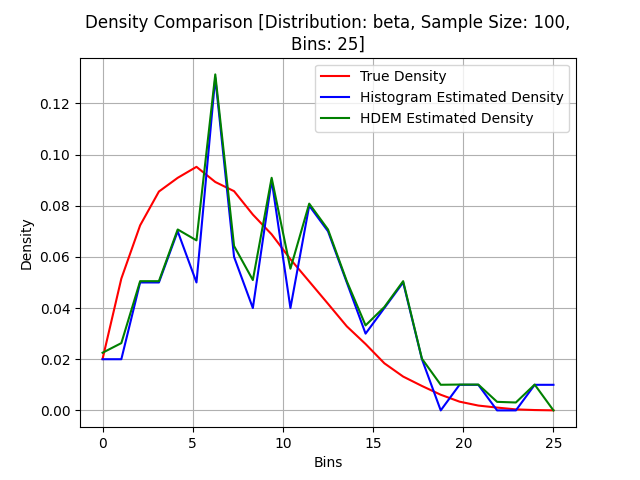 Density Comparison [Distribution: beta, Sample Size: 100,
Bins: 25]
True Density
Histogram Estimated Density
HDEM Estimated Density
Density
0.12
0.10
0.08
0.06
0.04
0.02
0.00
0 5 10 15 20 25
Bins